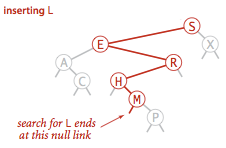 inserting L
S
E
X
A
R
C
H
M
P
search for L ends
at this null link